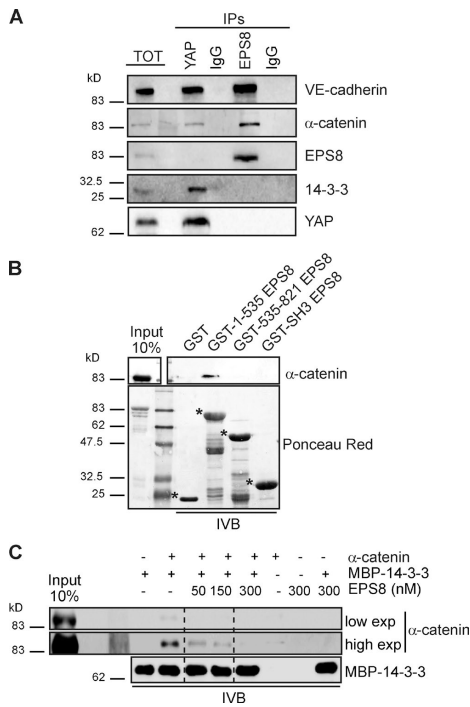 A
IPs
TOT
YAP
IgG
EPS8
IgG
kD
83
VE-cadherin
83
α-catenin
83
EPS8
32.5
25
14-3-3
62
YAP
B
Input
10%
GST
GST-1-535 EPS8
GST-535-821 EPS8
GST-SH3 EPS8
kD
83
α-catenin
83
62
47.5
32.5
25
*
*
*
*
Ponceau Red
IVB
C
- + + + + + - - α-catenin
+ + + + + - - + MBP-14-3-3
- - 50 150 300 - 300 300 EPS8 (nM)
Input
10%
kD
83
low exp
83
high exp
α-catenin
62
MBP-14-3-3
IVB